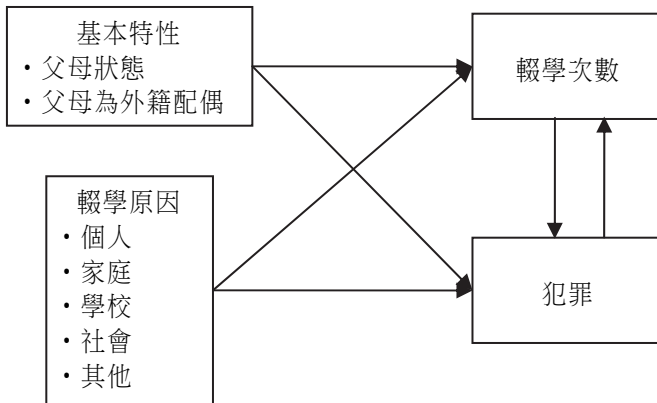 基本特性
・父母狀態
・父母為外籍配偶
輟學次數
輟學原因
・個人
・家庭
・學校
・社會
・其他
犯罪